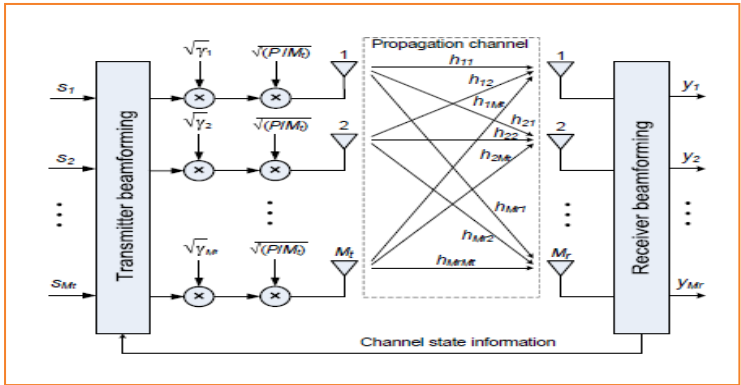 Propagation channel
√γ1
√(P/Mt)
1
h11
1
s1
h12
y1
h1Mt
h21
√γ2
√(P/Mt)
2
h22
2
s2
h2Mt
y2
Transmitter beamforming
Receiver beamforming
hMr1
hMr2
√γMt
√(P/Mt)
Mt
Mr
hMrMt
sMt
yMr
Channel state information